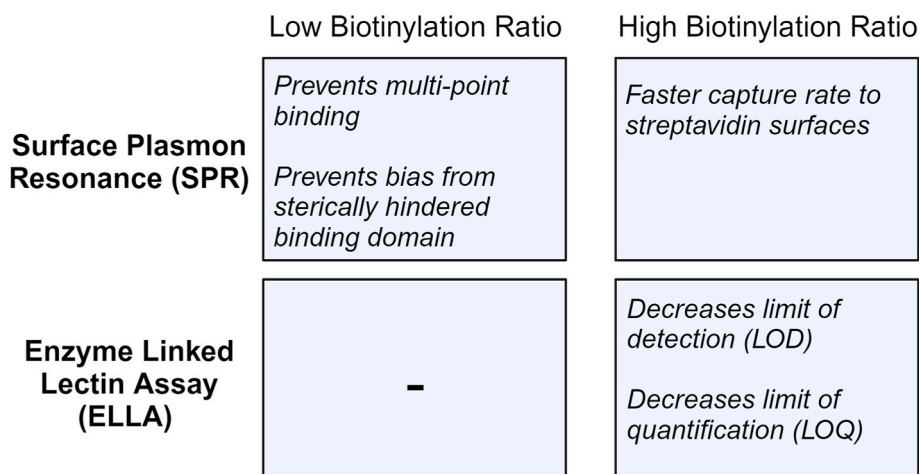 Low Biotinylation Ratio
High Biotinylation Ratio
Surface Plasmon
Resonance (SPR)
Prevents multi-point
binding
Prevents bias from
sterically hindered
binding domain
Faster capture rate to
streptavidin surfaces
Enzyme Linked
Lectin Assay
(ELLA)
-
Decreases limit of
detection (LOD)
Decreases limit of
quantification (LOQ)